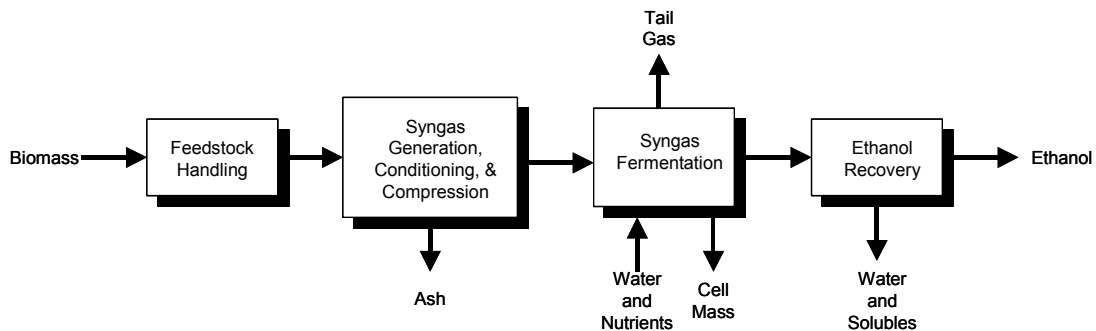 Tail
Gas
Biomass
Feedstock
Handling
Syngas
Generation,
Conditioning, &
Compression
Syngas
Fermentation
Ethanol
Recovery
Ethanol
Ash
Water
and
Nutrients
Cell
Mass
Water
and
Solubles